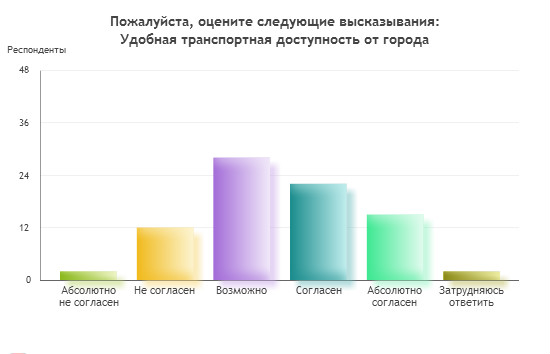 Пожалуйста, оцените следующие высказывания:
Удобная транспортная доступность от города
Респонденты
48
36
24
12
0
Абсолютно
не согласен
Не согласен
Возможно
Согласен
Абсолютно
согласен
Затрудняюсь
ответить